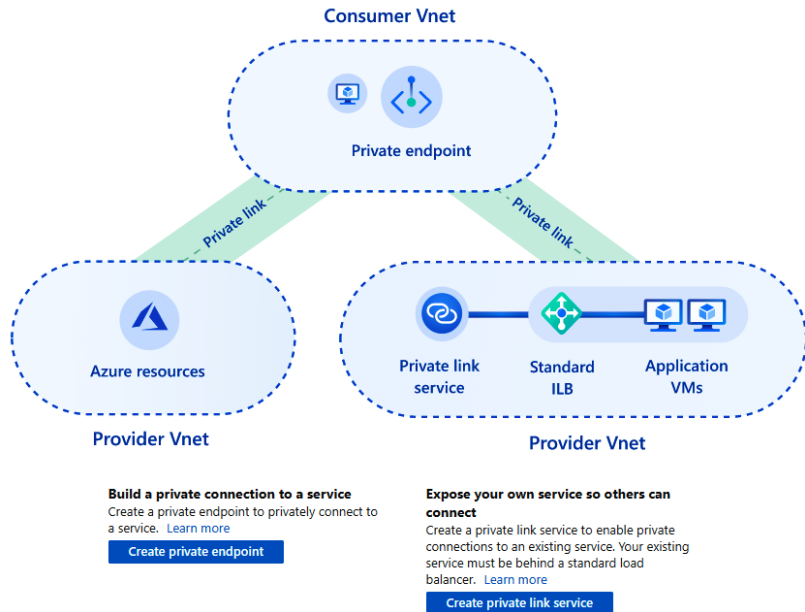 Consumer Vnet
Private endpoint
Private link
Private link
Azure resources
Private link
service
Standard
ILB
Application
VMs
Provider Vnet
Provider Vnet
Build a private connection to a service
Create a private endpoint to privately connect to
a service. Learn more
Create private endpoint
Expose your own service so others can
connect
Create a private link service to enable private
connections to an existing service. Your existing
service must be behind a standard load
balancer. Learn more
Create private link service